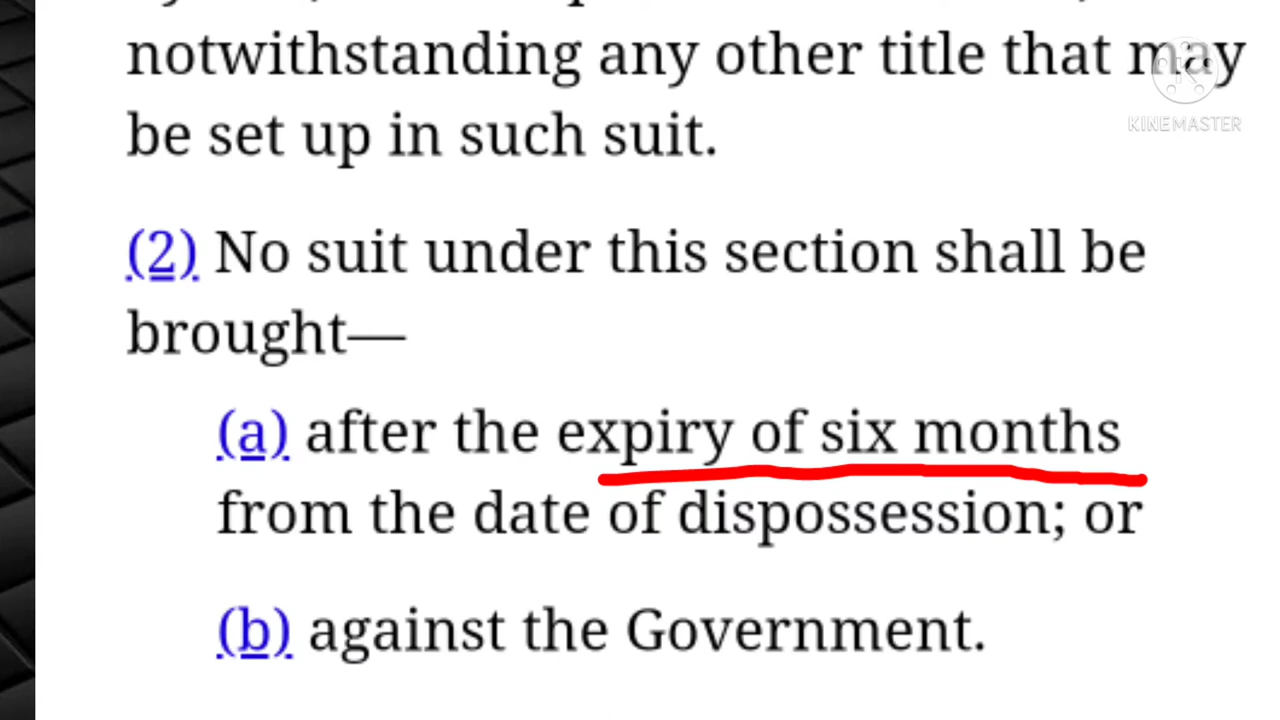 notwithstanding any other title that may
KINEMASTER
be set up in such suit.
(2) No suit under this section shall be
brought—
(a) after the expiry of six months
from the date of dispossession; or
(b) against the Government.